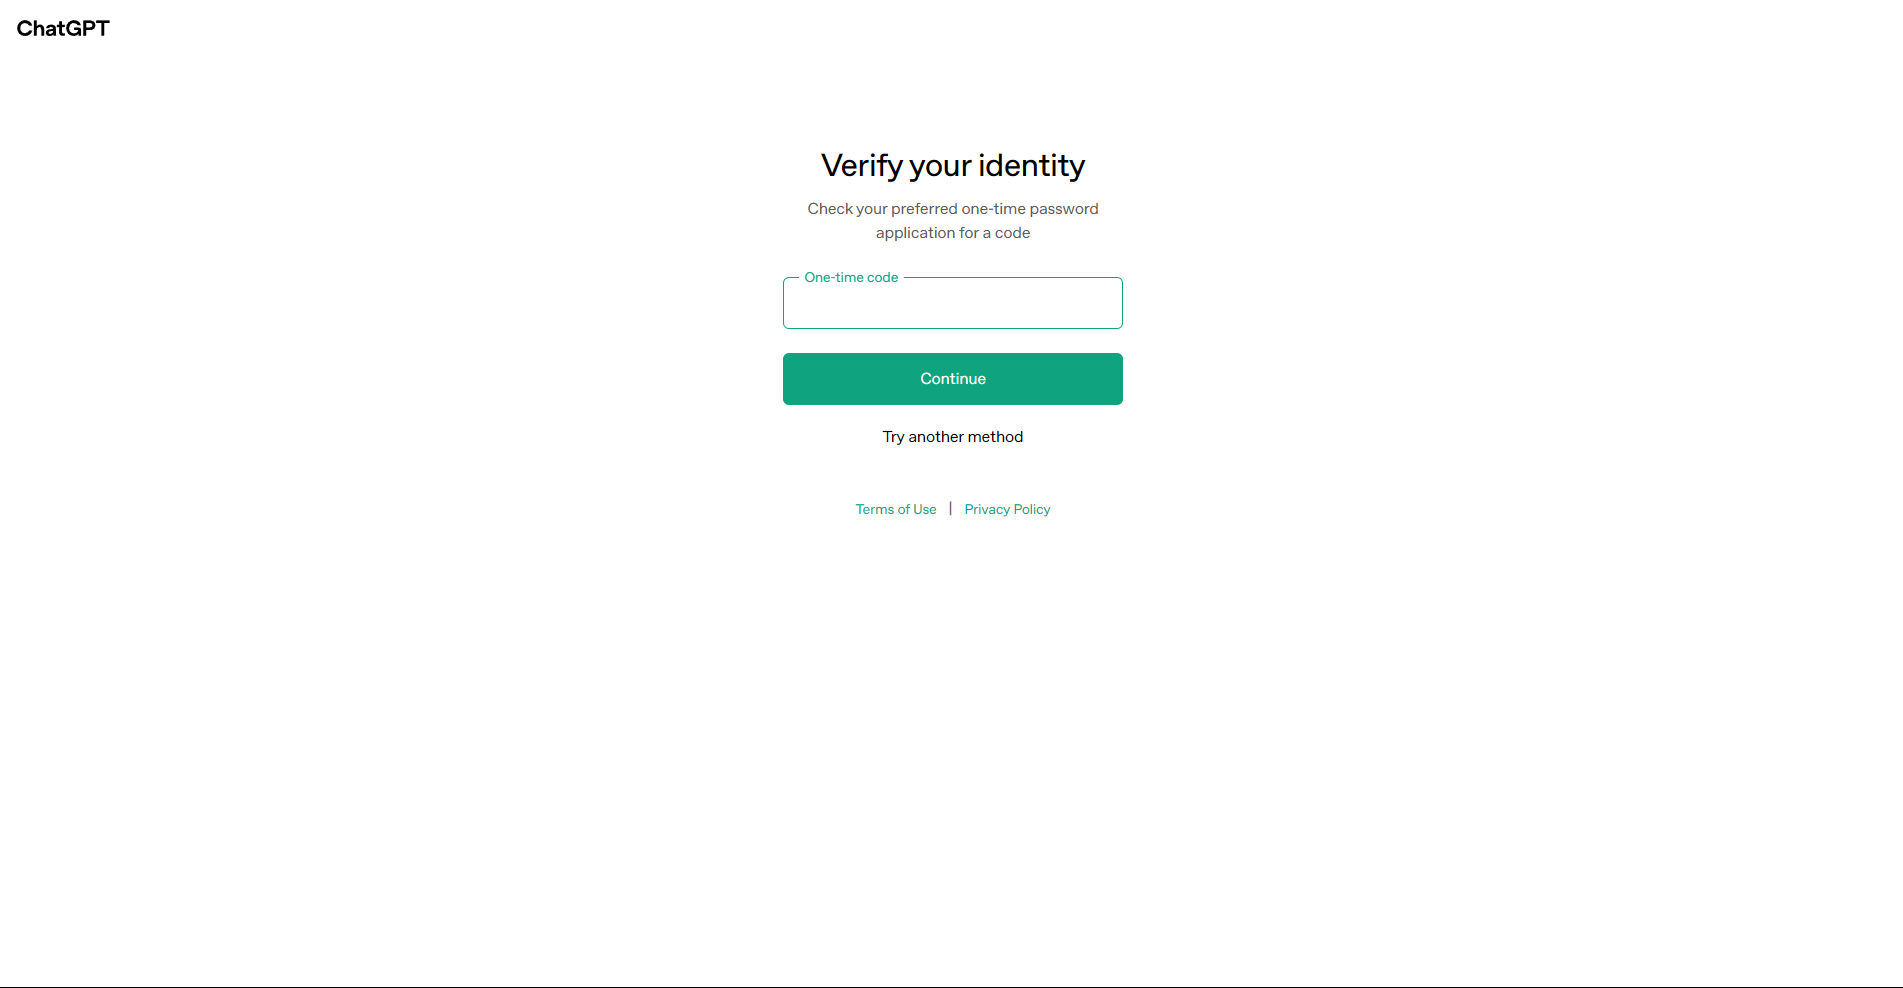 ChatGPT
Verify your identity
Check your preferred one-time password
application for a code
One-time code
Continue
Try another method
Terms of Use | Privacy Policy